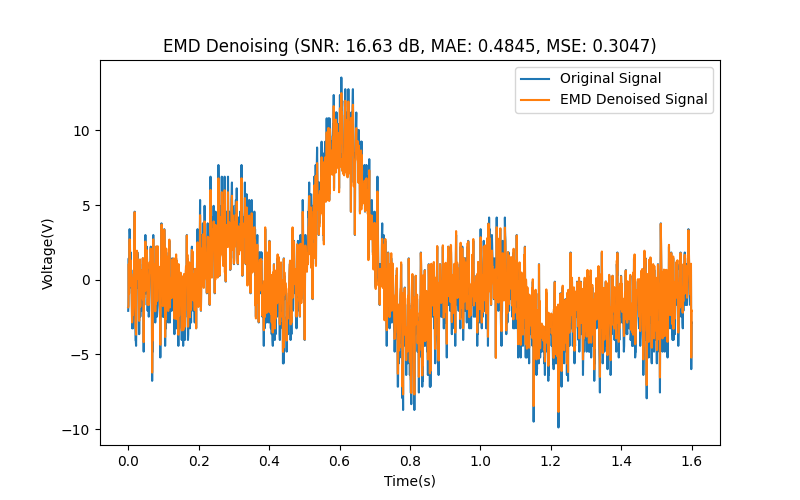 EMD Denoising (SNR: 16.63 dB, MAE: 0.4845, MSE: 0.3047)
Original Signal
EMD Denoised Signal
10
5
0
−5
−10
Voltage(V)
0.0 0.2 0.4 0.6 0.8 1.0 1.2 1.4 1.6
Time(s)